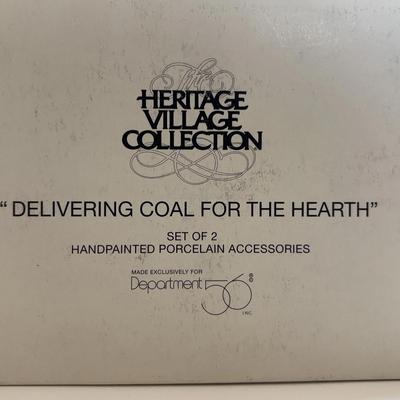 The
HERITAGE
VILLAGE
COLLECTION
“DELIVERING COAL FOR THE HEARTH”
SET OF 2
HANDPAINTED PORCELAIN ACCESSORIES
MADE EXCLUSIVELY FOR
Department 56®
INC.